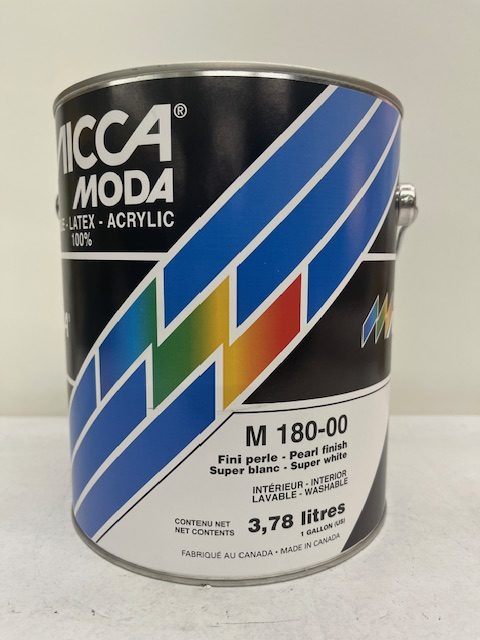 MICCA®
MODA
- LATEX - ACRYLIC
100%
M 180-00
Fini perle - Pearl finish
Super blanc - Super white
INTÉRIEUR - INTERIOR
LAVABLE - WASHABLE
CONTENU NET
NET CONTENTS
3,78 litres
1 GALLON (US)
FABRIQUÉ AU CANADA • MADE IN CANADA